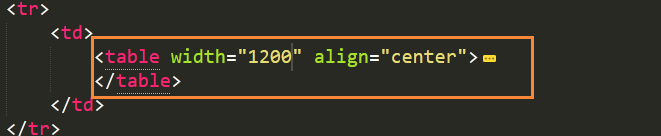 <tr>
<td>
<table width="1200" align="center">
</table>
</td>
</tr>